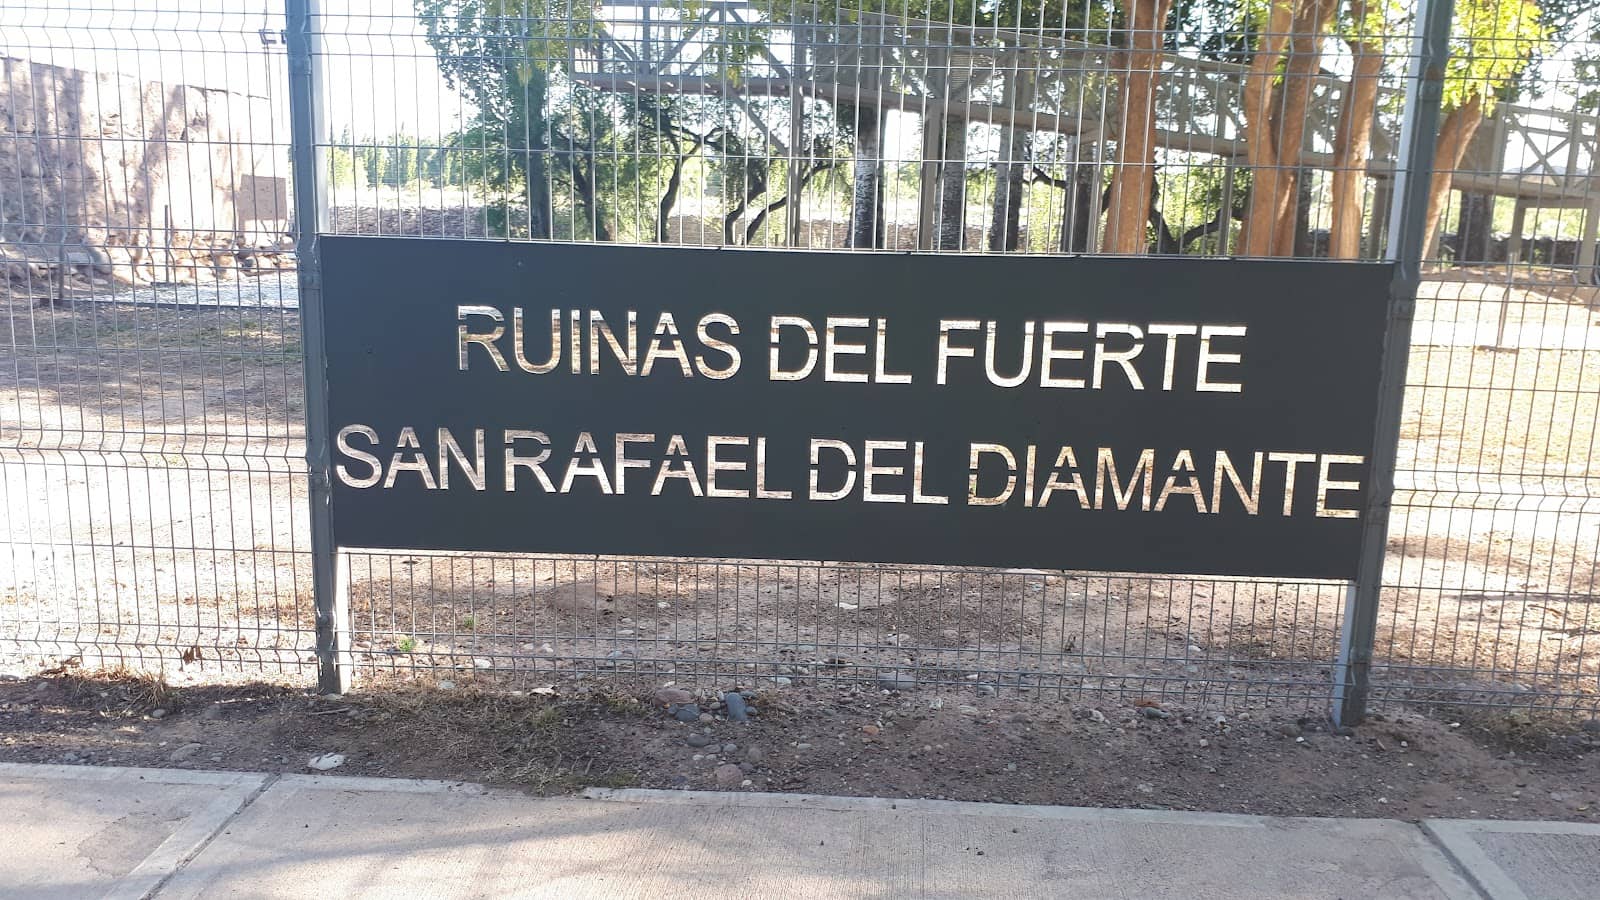 RUINAS DEL FUERTE
SAN RAFAEL DEL DIAMANTE